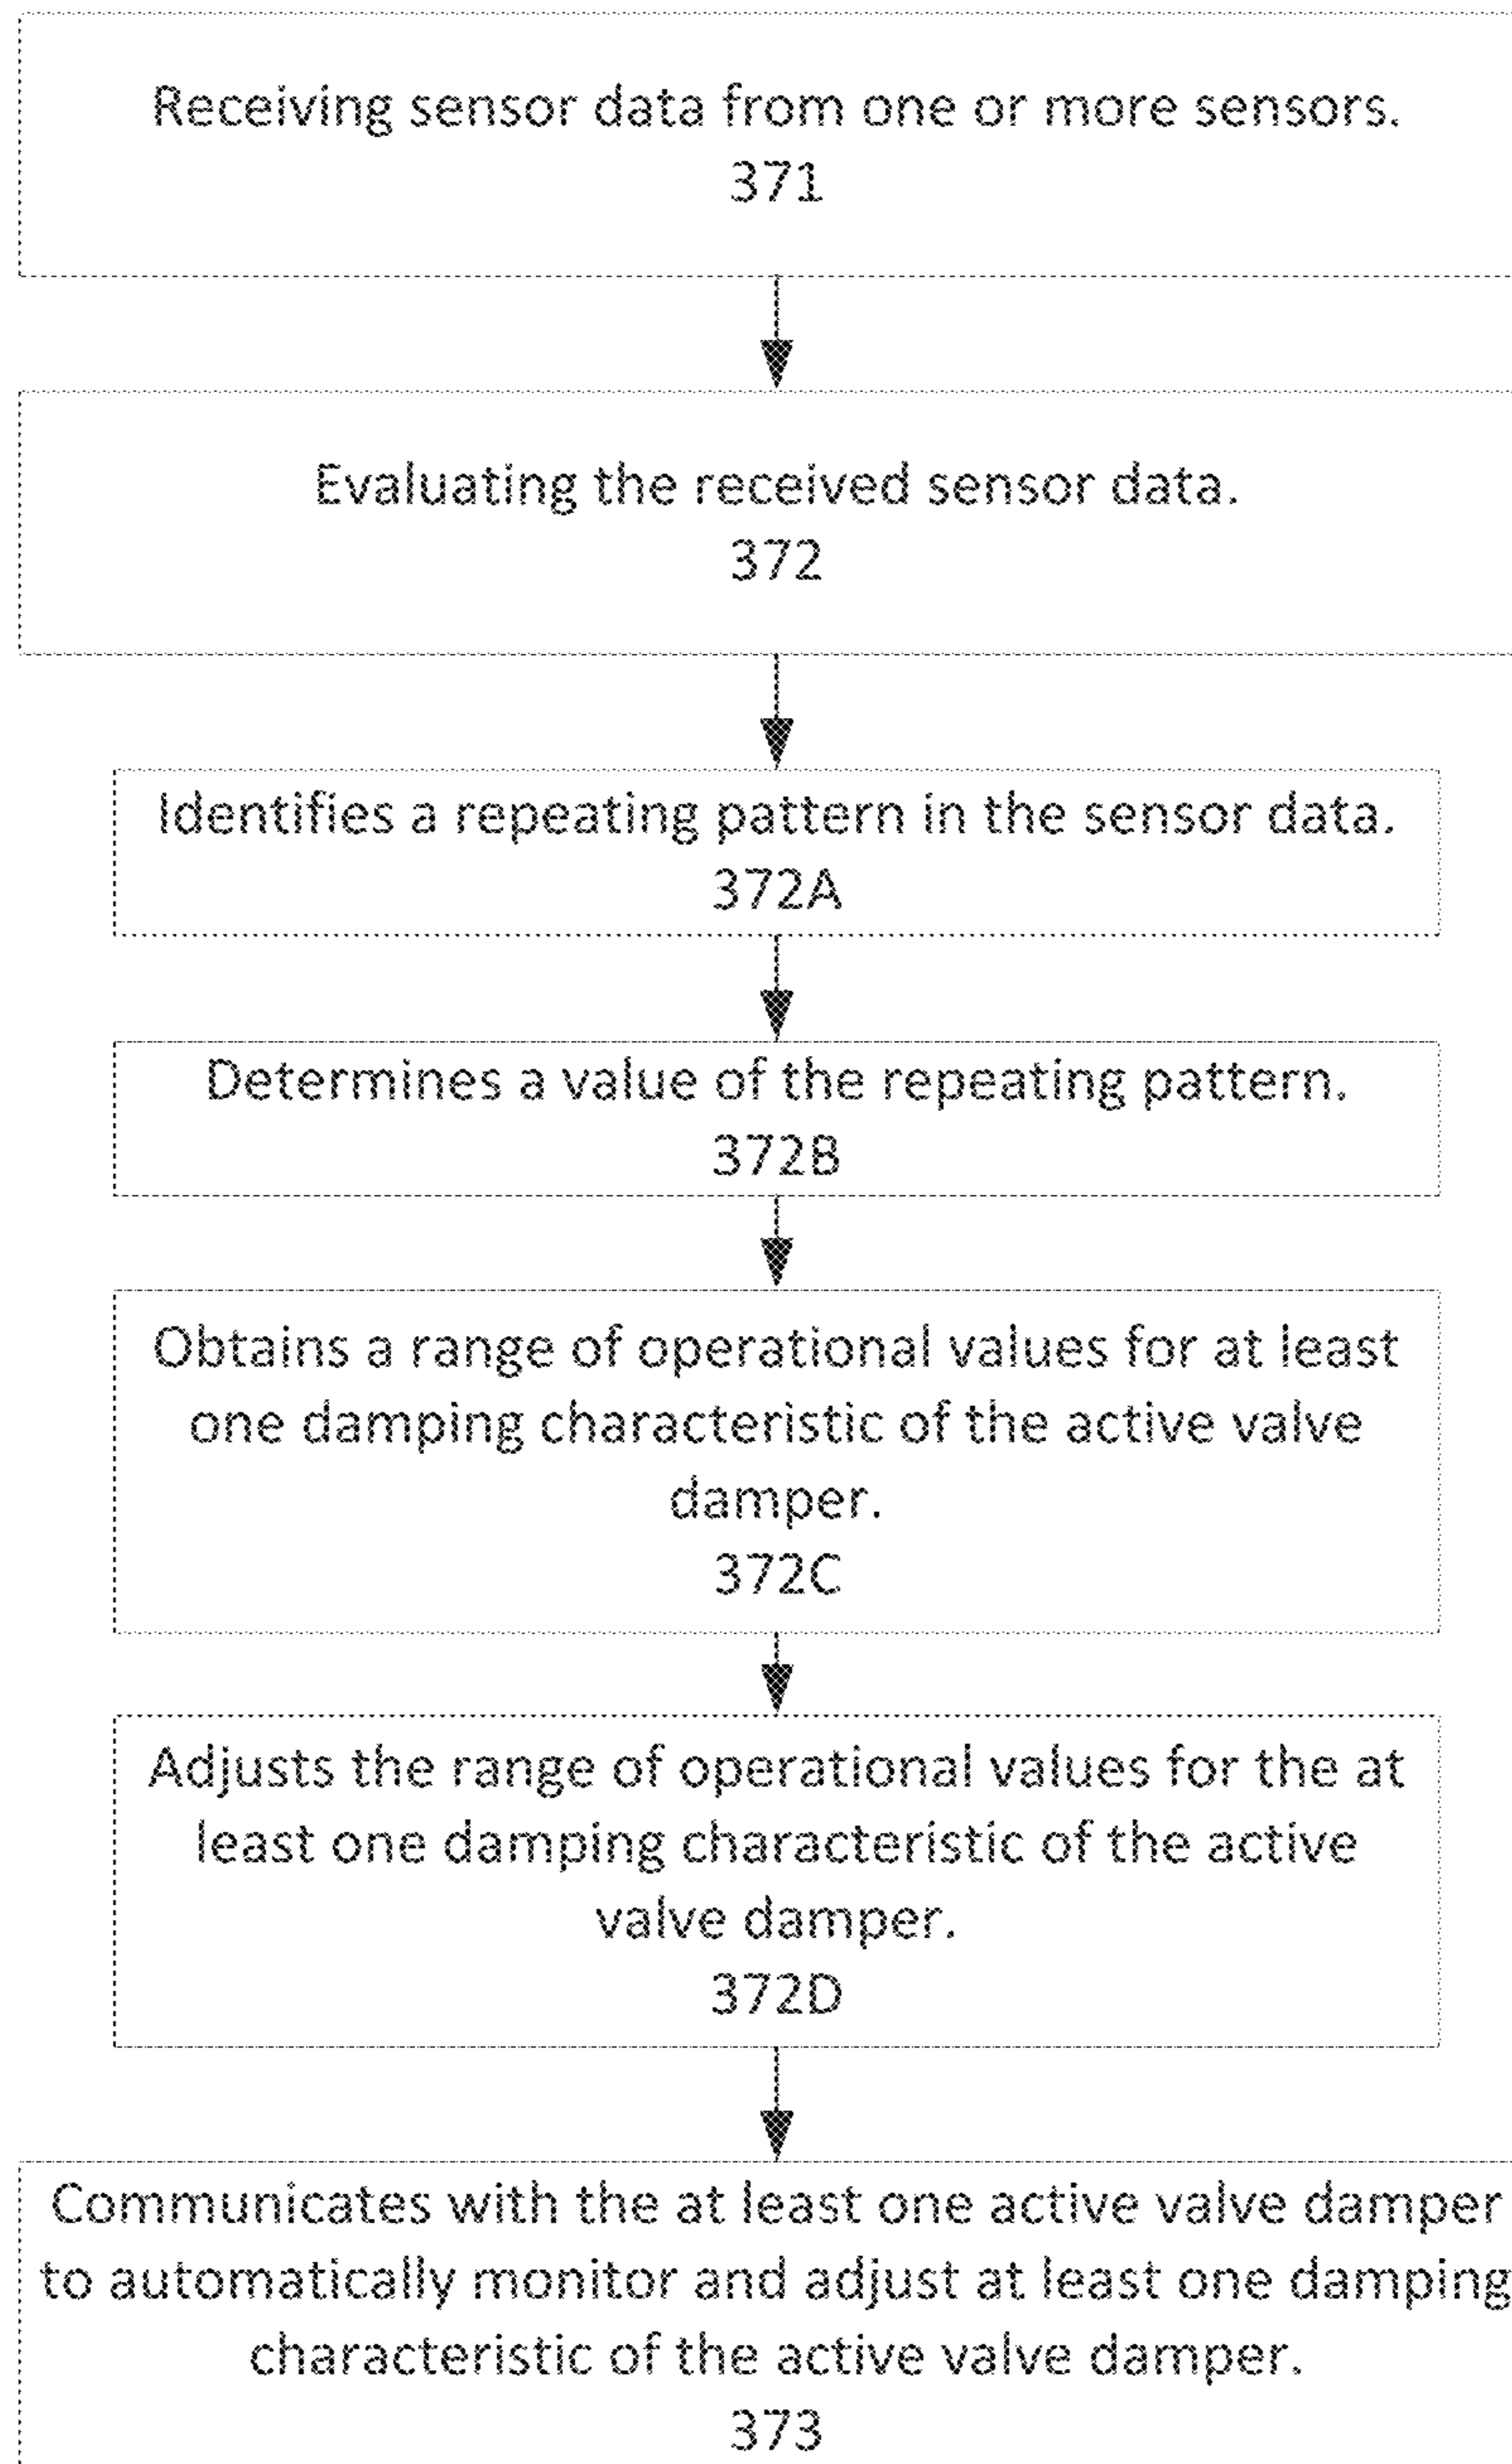 Receiving sensor data from one or more sensors.
371
Evaluating the received sensor data.
372
Identifies a repeating pattern in the sensor data.
372A
Determines a value of the repeating pattern.
372B
Obtains a range of operational values for at least
one damping characteristic of the active valve
damper.
372C
Adjusts the range of operational values for the at
least one damping characteristic of the active
valve damper.
372D
Communicates with the at least one active valve damper
to automatically monitor and adjust at least one damping
characteristic of the active valve damper.
373